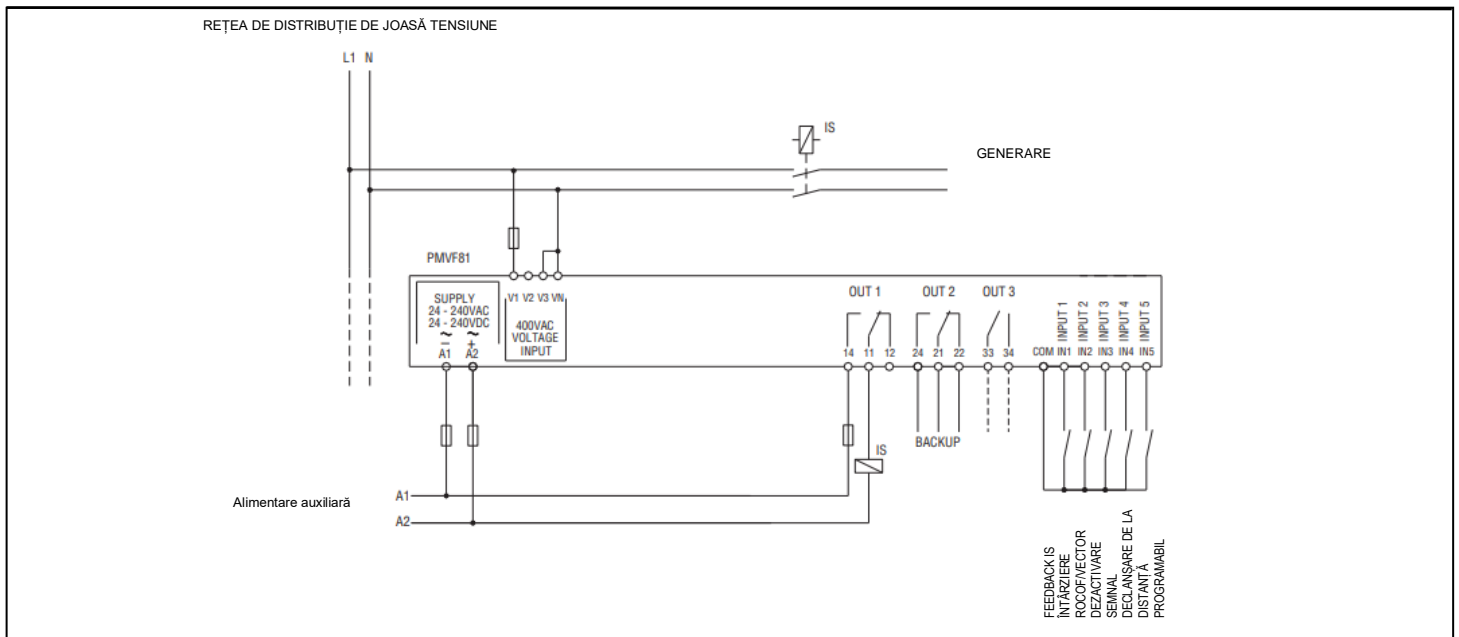 REȚEA DE DISTRIBUȚIE DE JOASĂ TENSIUNE
L1 N
IS
GENERARE
PMVF81
SUPPLY
24 - 240VAC
24 - 240VDC
~ ~
– +
A1 A2
V1 V2 V3 VN
400VAC
VOLTAGE
INPUT
OUT 1 OUT 2 OUT 3
INPUT 1
INPUT 2
INPUT 3
INPUT 4
INPUT 5
14 11 12 24 21 22 33 34 COM IN1 IN2 IN3 IN4 IN5
BACKUP
IS
Alimentare auxiliară
A1
A2
FEEDBACK IS
ÎNTÂRZIERE
ROCOF/VECTOR
DEZACTIVARE
SEMNAL
DECLANȘARE DE LA
DISTANȚĂ
PROGRAMABIL